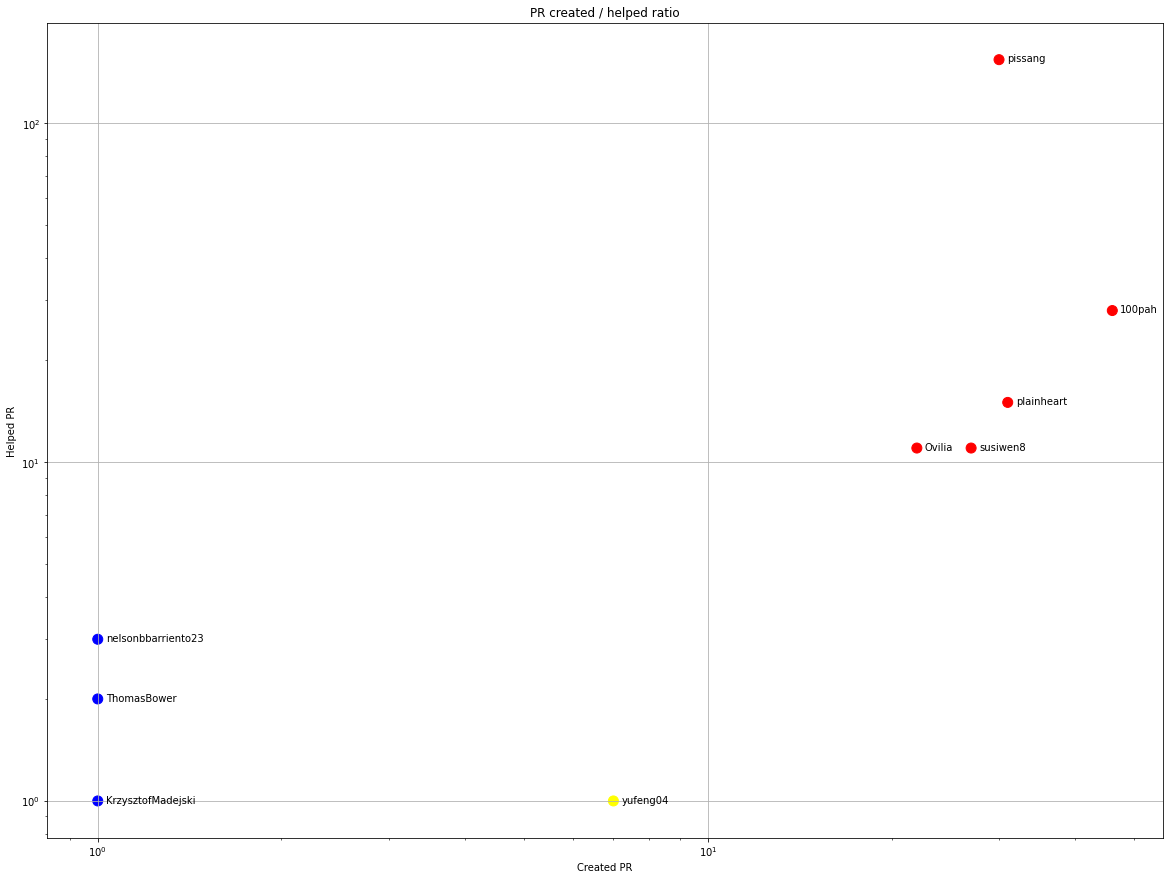 PR created / helped ratio
pissang
10²
100pah
plainheart
Helped PR
Ovilia
susiwen8
10¹
nelsonbbarriento23
ThomasBower
10⁰
KrzysztofMadejski
yufeng04
10⁰
10¹
Created PR